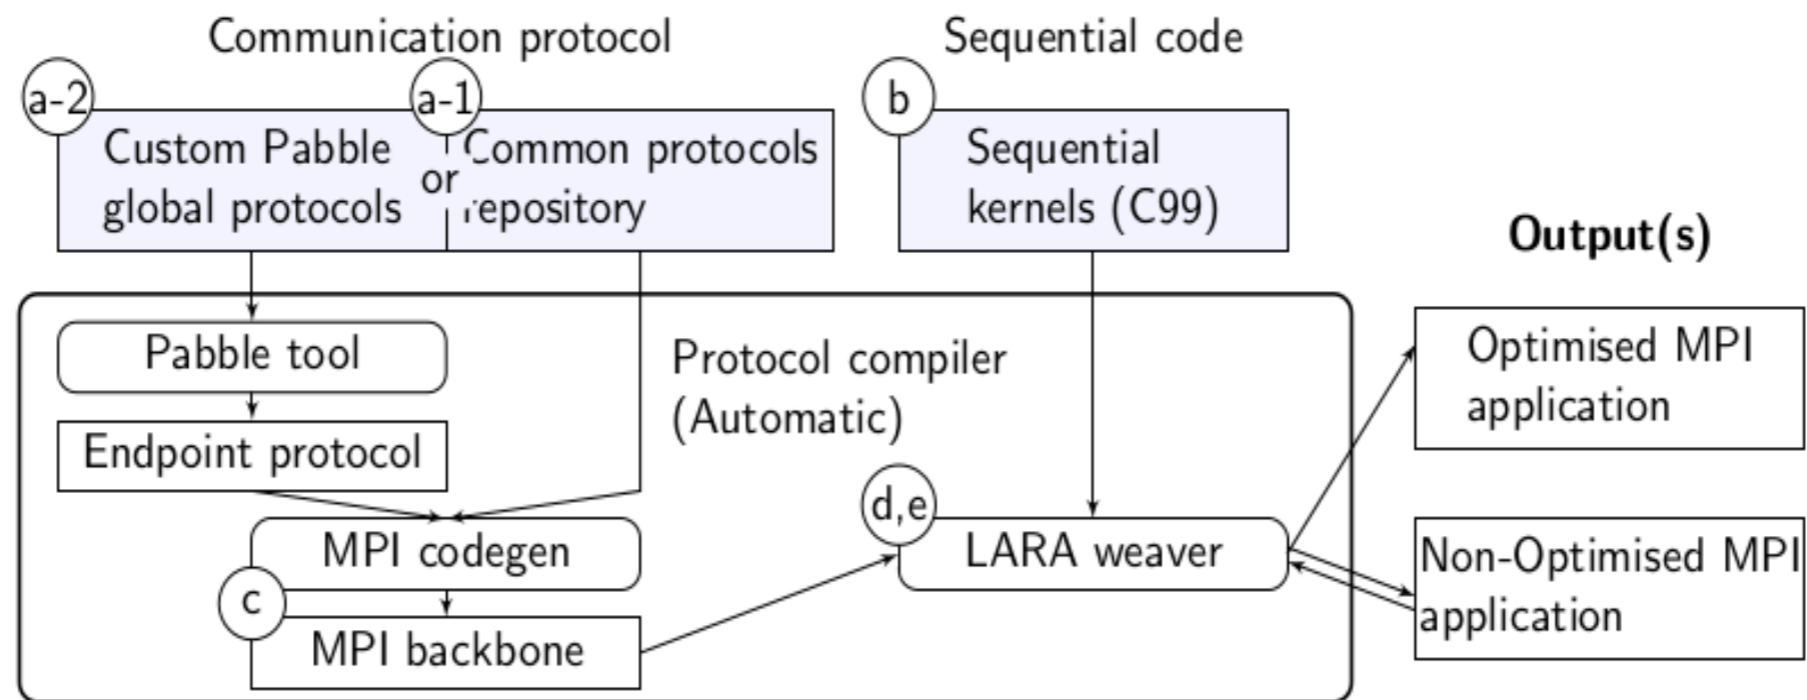 Communication protocol
Sequential code
a-2
a-1
b
Custom Pabble
global protocols
or
Common protocols
repository
Sequential
kernels (C99)
Output(s)
Pabble tool
Protocol compiler
(Automatic)
Optimised MPI
application
Endpoint protocol
d,e
MPI codegen
LARA weaver
Non-Optimised MPI
application
c
MPI backbone